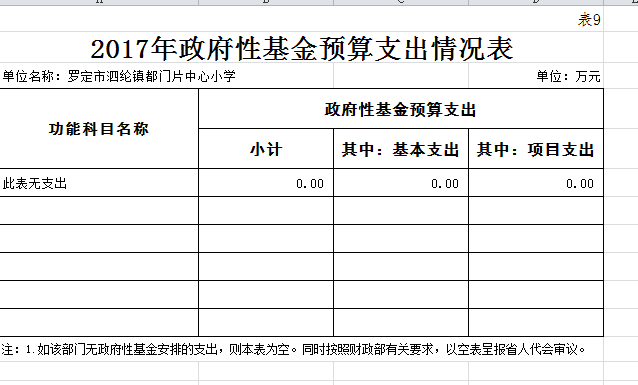 表9
2017年政府性基金预算支出情况表
单位名称：罗定市泗纶镇都门片中心小学 单位：万元
功能科目名称 政府性基金预算支出
小计 其中：基本支出 其中：项目支出
此表无支出 0.00 0.00 0.00
注：1.如该部门无政府性基金安排的支出，则本表为空。同时按照财政部有关要求，以空表呈报省人代会审议。